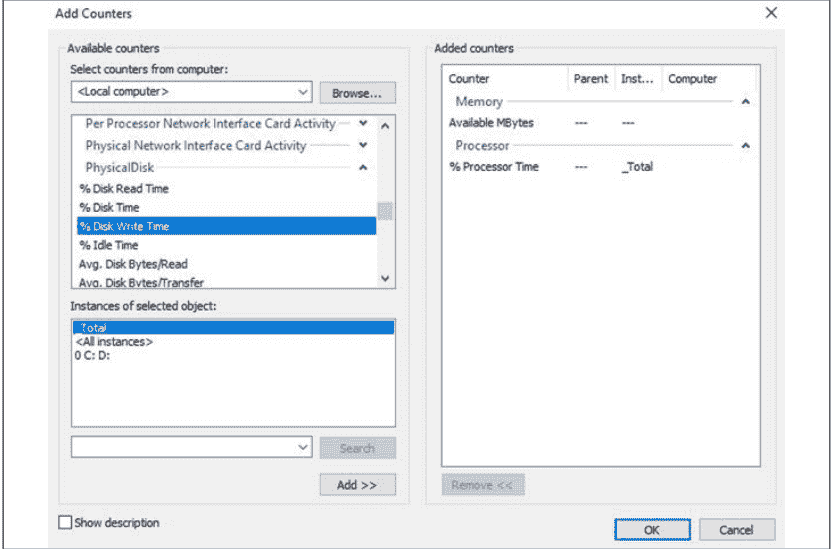 Add Counters
Available counters
Select counters from computer:
<Local computer>
Browse...
Per Processor Network Interface Card Activity
Physical Network Interface Card Activity
PhysicalDisk
% Disk Read Time
% Disk Time
% Disk Write Time
% Idle Time
Avg. Disk Bytes/Read
Avg. Disk Bytes/Transfer
Instances of selected object:
_Total
<All instances>
0 C: D:
Search
Add >>
Show description
Added counters
Counter Parent Inst... Computer
Memory
Available MBytes --- ---
Processor
% Processor Time --- _Total
Remove <<
OK Cancel